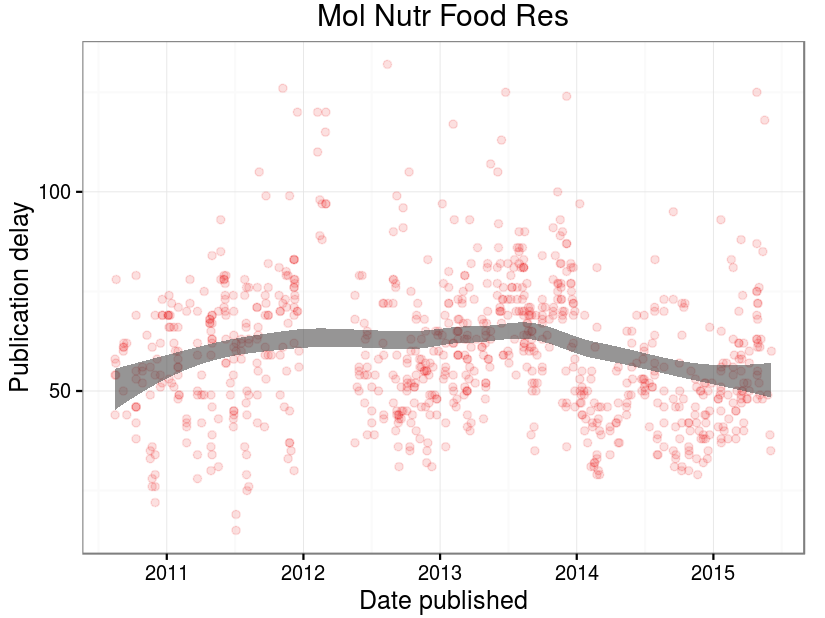 Mol Nutr Food Res
Publication delay
100
50
2011 2012 2013 2014 2015
Date published